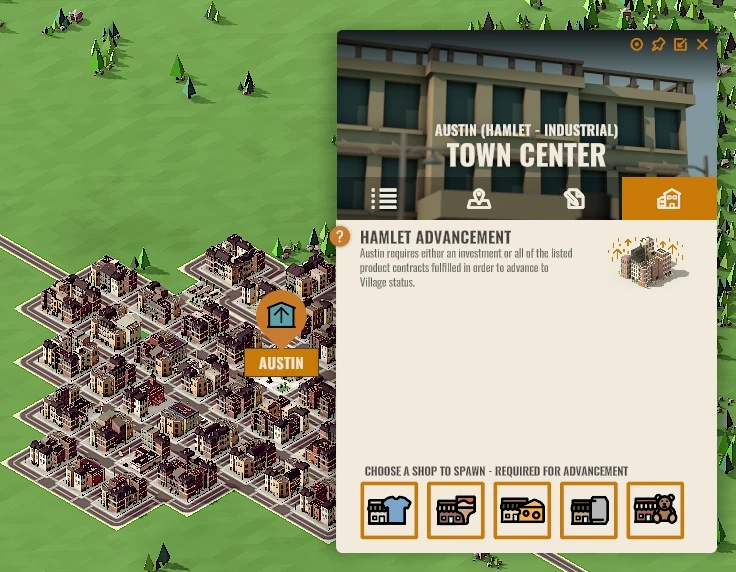 AUSTIN (HAMLET - INDUSTRIAL)
TOWN CENTER
?
HAMLET ADVANCEMENT
Austin requires either an investment or all of the listed
product contracts fulfilled in order to advance to
Village status.
AUSTIN
CHOOSE A SHOP TO SPAWN - REQUIRED FOR ADVANCEMENT